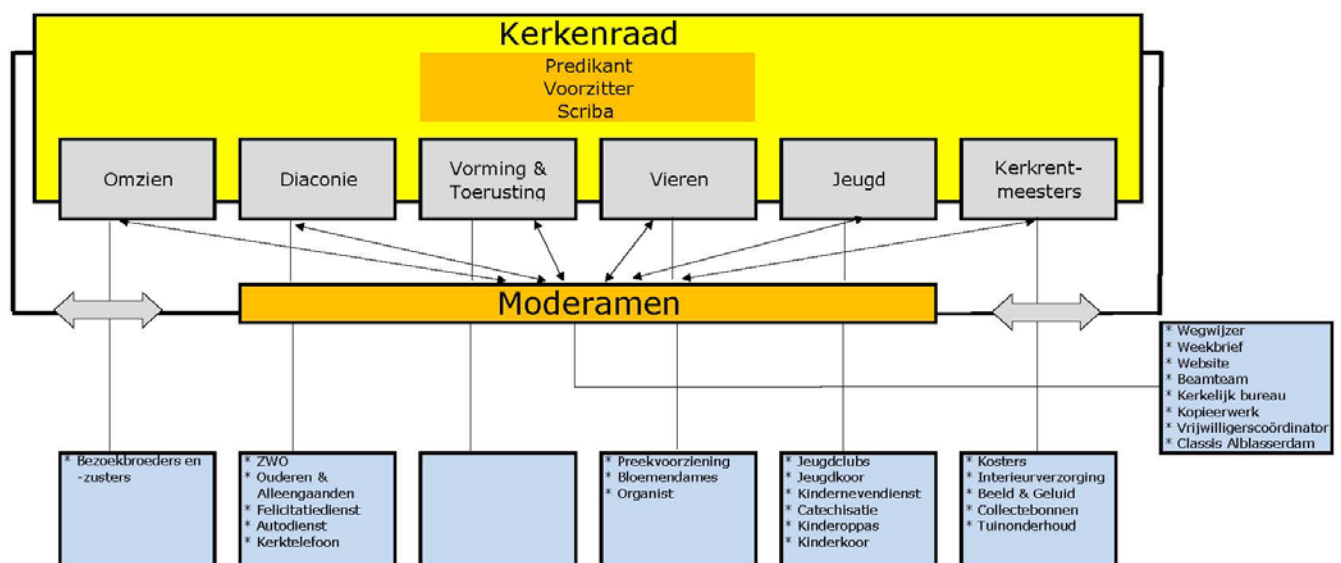 Kerkenraad
Predikant
Voorzitter
Scriba
Omzien
Diaconie
Vorming &
Toerusting
Vieren
Jeugd
Kerkrent-
meesters
Moderamen
* Wegwijzer
* Weekbrief
* Website
* Beamteam
* Kerkelijk bureau
* Kopieerwerk
* Vrijwilligerscoördinator
* Classis Alblasserdam
* Bezoekbroeders en
-zusters
* ZWO
* Ouderen &
Alleengaanden
* Felicitatiedienst
* Autodienst
* Kerktelefoon
* Preekvoorziening
* Bloemendames
* Organist
* Jeugdclubs
* Jeugdkoor
* Kindernevendienst
* Catechisatie
* Kinderoppas
* Kinderkoor
* Kosters
* Interieurverzorging
* Beeld & Geluid
* Collectebonnen
* Tuinonderhoud